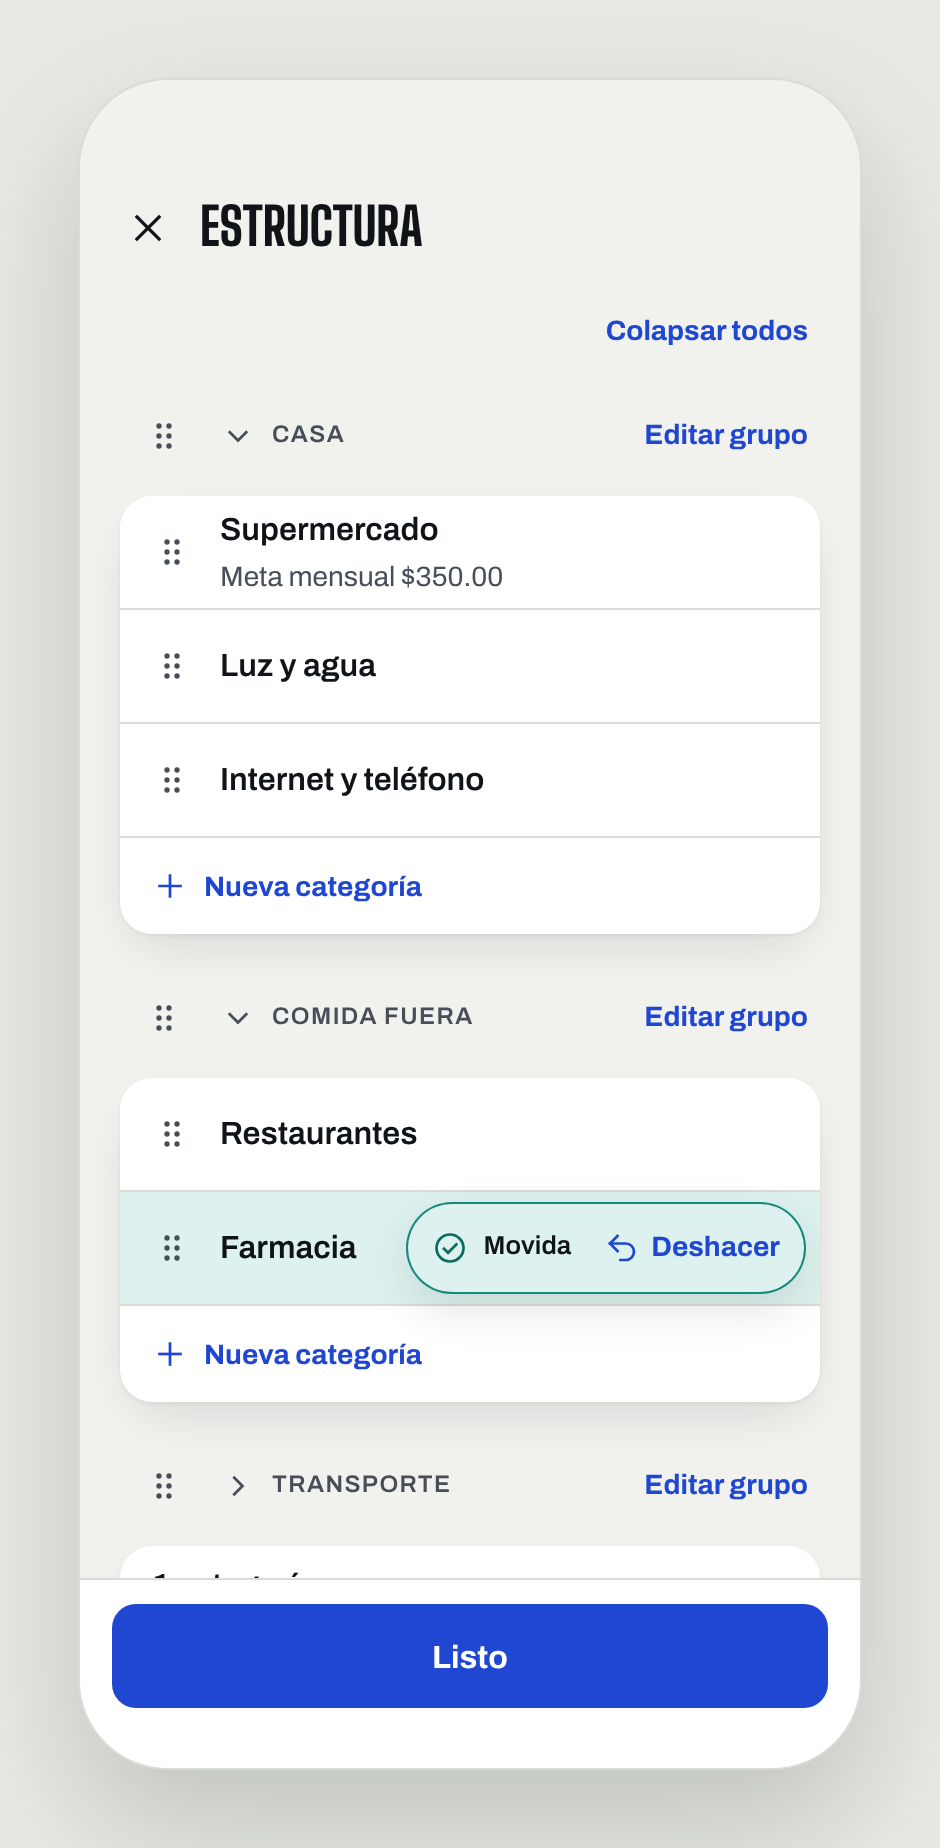 ESTRUCTURA
Colapsar todos
CASA
Editar grupo
Supermercado
Meta mensual $350.00
Luz y agua
Internet y teléfono
Nueva categoría
COMIDA FUERA
Editar grupo
Restaurantes
Farmacia
Movida
Deshacer
Nueva categoría
TRANSPORTE
Editar grupo
Listo